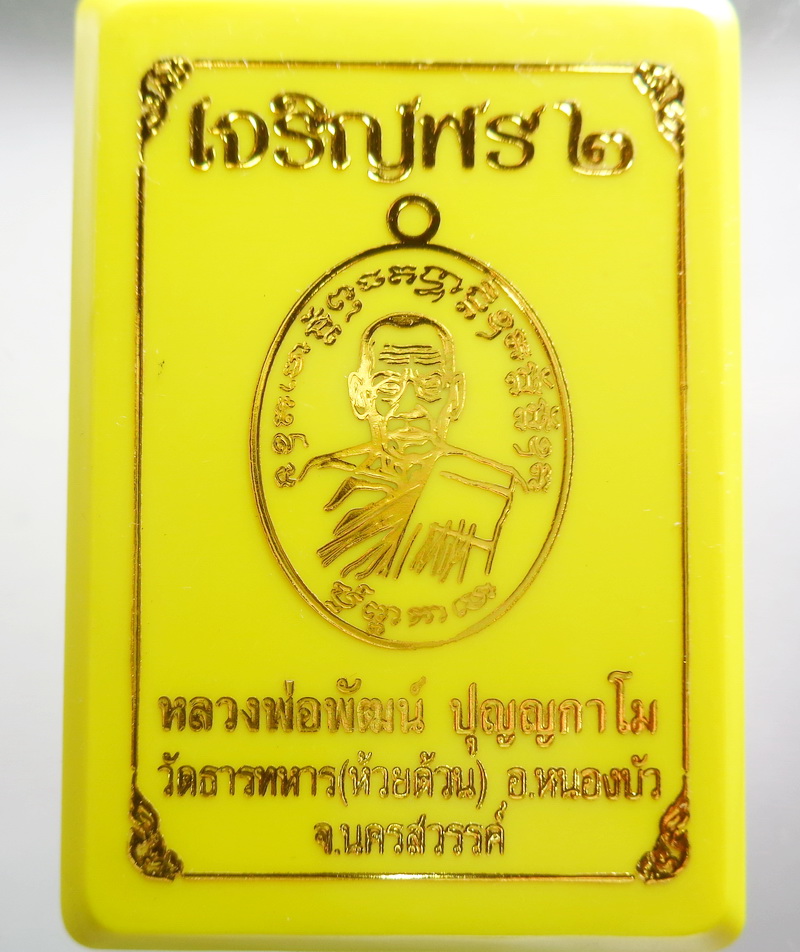 เจริญพร ๒
หลวงพ่อพัฒน์ ปุญญกาโม
วัดธารทหาร(ห้วยด้วน) อ.หนองบัว
จ.นครสวรรค์